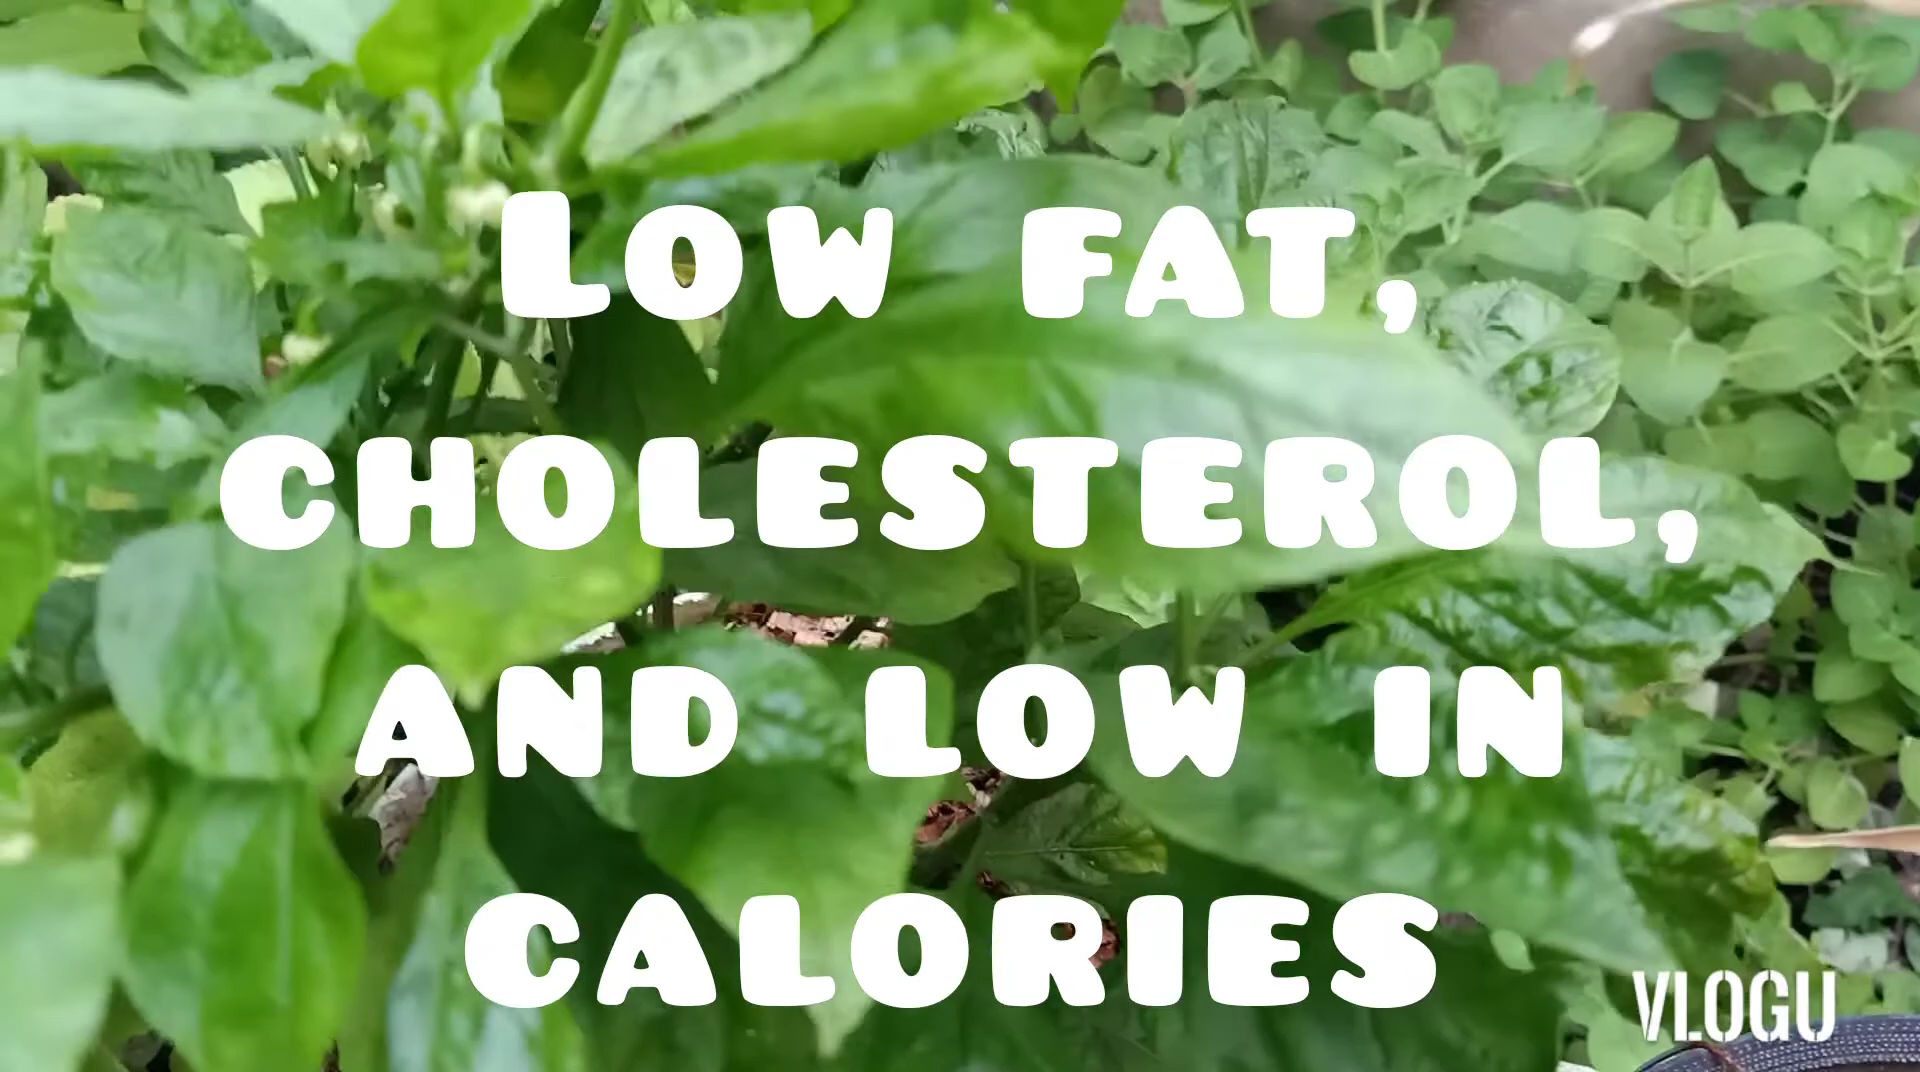 Low fat,
cholesterol,
and low in
calories
VLOGU